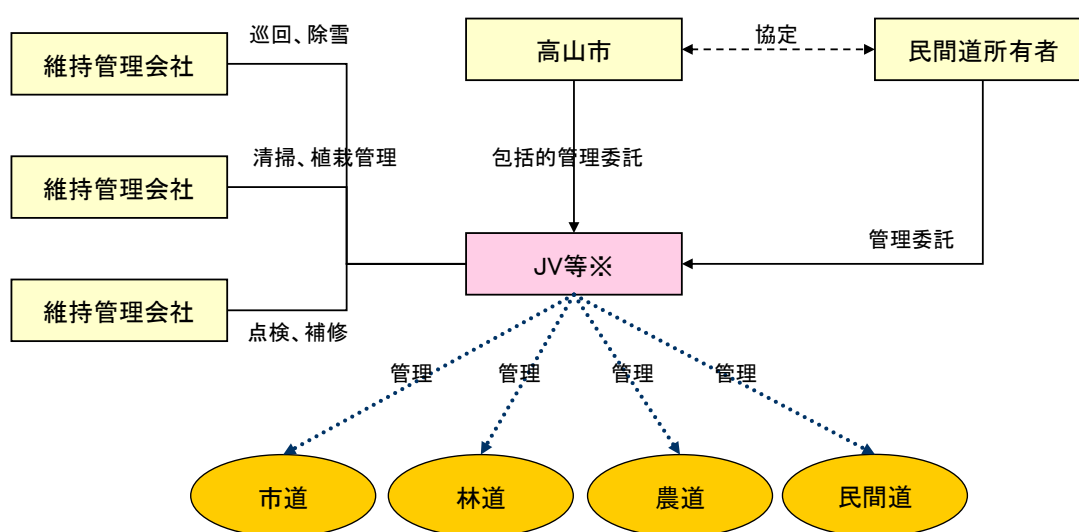 巡回、除雪
維持管理会社
高山市
協定
民間道所有者
清掃、植栽管理
維持管理会社
包括的管理委託
管理委託
JV等※
維持管理会社
点検、補修
管理
管理
管理
管理
市道
林道
農道
民間道